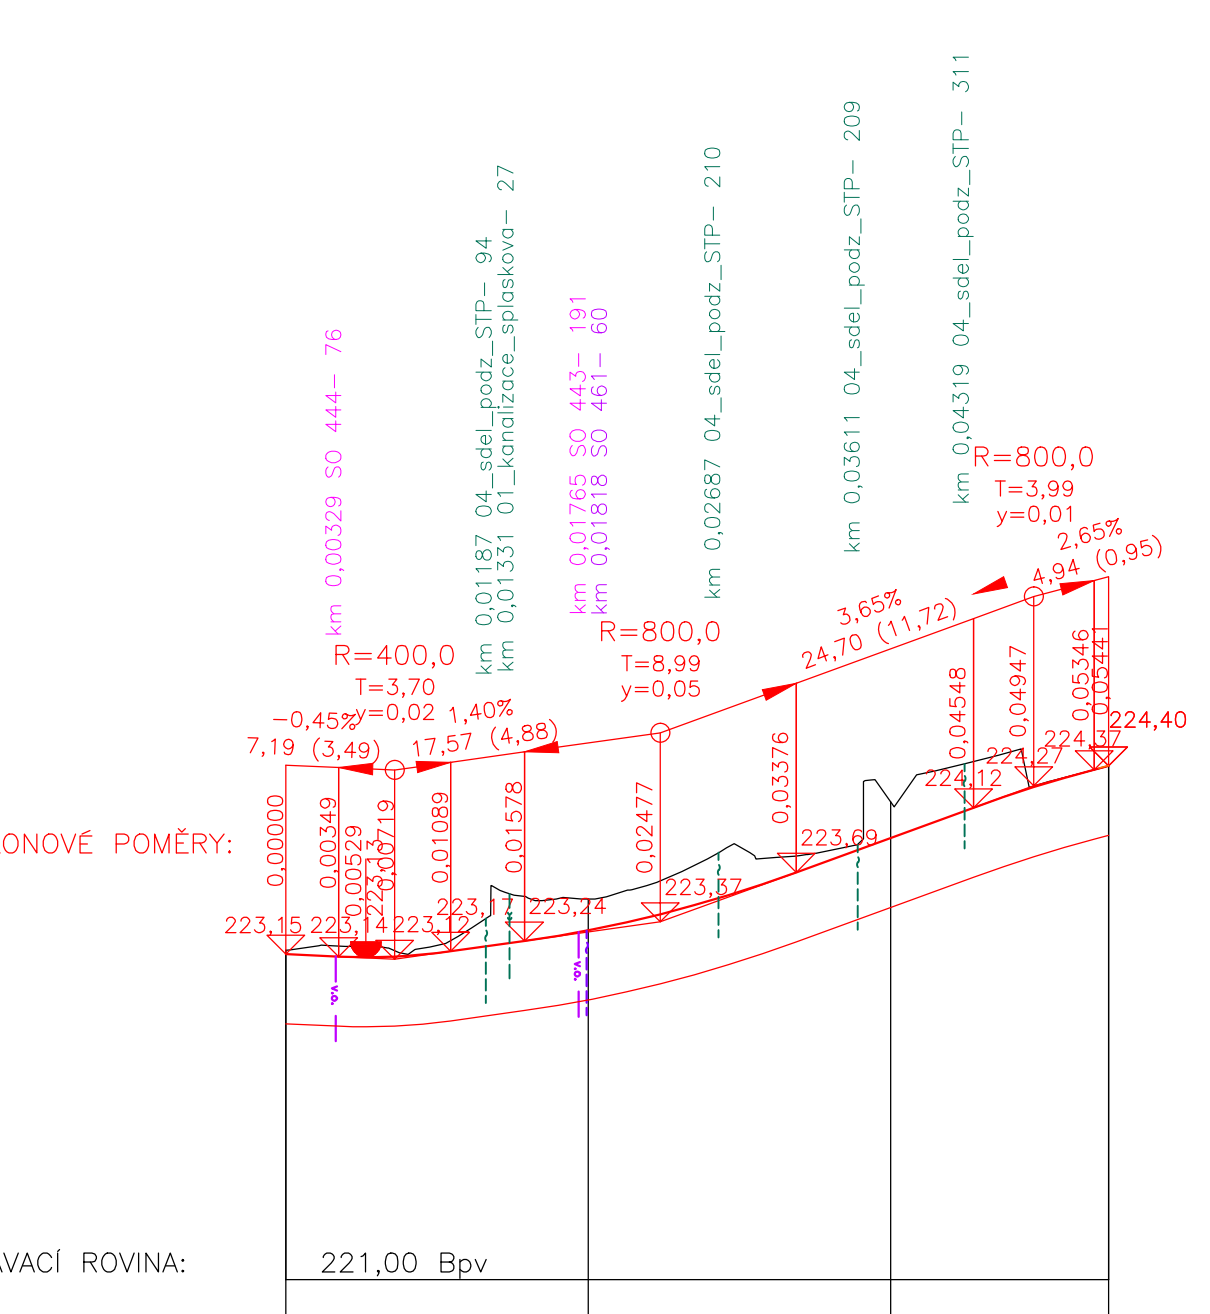 km 0,00329 SO 444- 76
km 0,01187 04_sdel_podz_STP- 94
km 0,01331 01_kanalizace_splaskova- 27
km 0,01765 SO 443- 191
km 0,01818 SO 461- 60
km 0,02687 04_sdel_podz_STP- 210
km 0,03611 04_sdel_podz_STP- 209
km 0,04319 04_sdel_podz_STP- 311
R=400,0
T=3,70
y=0,02
R=800,0
T=8,99
y=0,05
R=800,0
T=3,99
y=0,01
-0,45%
7,19 (3,49)
1,40%
17,57 (4,88)
3,65%
24,70 (11,72)
2,65%
4,94 (0,95)
0,00000
0,00349
0,00529
0,00719
0,01089
0,01578
0,02477
0,03376
0,04548
0,04947
0,05346
0,05441
223,15
223,14
223,13
223,12
223,17
223,24
223,37
223,69
224,12
224,27
224,37
224,40
v.o.
v.o.
ONOVÉ POMĚRY:
VACÍ ROVINA:
221,00 Bpv